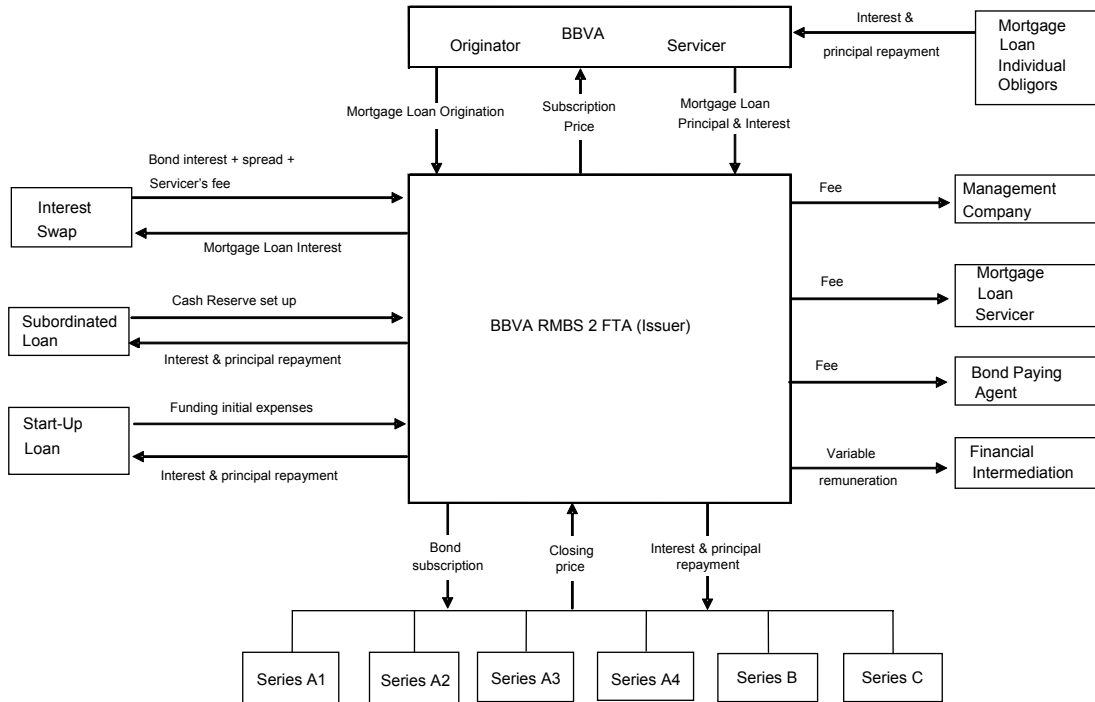 BBVA
Originator Servicer
Interest &
principal repayment
Mortgage
Loan
Individual
Obligors
Mortgage Loan Origination
Subscription
Price
Mortgage Loan
Principal & Interest
Bond interest + spread +
Servicer's fee
Interest
Swap
Mortgage Loan Interest
Cash Reserve set up
Subordinated
Loan
Interest & principal repayment
Funding initial expenses
Start-Up
Loan
Interest & principal repayment
BBVA RMBS 2 FTA (Issuer)
Fee
Management
Company
Fee
Mortgage
Loan
Servicer
Fee
Bond Paying
Agent
Variable
remuneration
Financial
Intermediation
Bond
subscription
Closing
price
Interest & principal
repayment
Series A1
Series A2
Series A3
Series A4
Series B
Series C